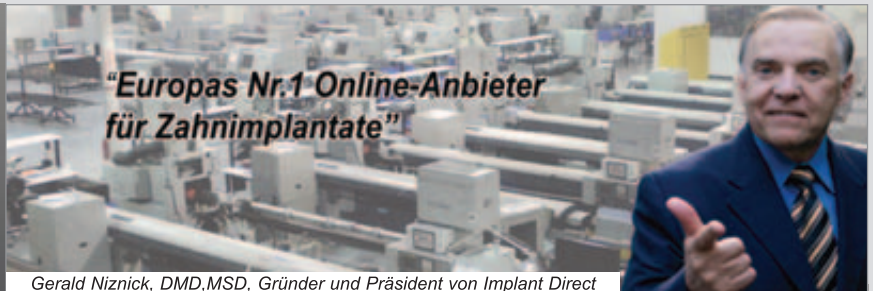 “Europas Nr.1 Online-Anbieter
für Zahnimplantate”
Gerald Niznick, DMD,MSD, Gründer und Präsident von Implant Direct